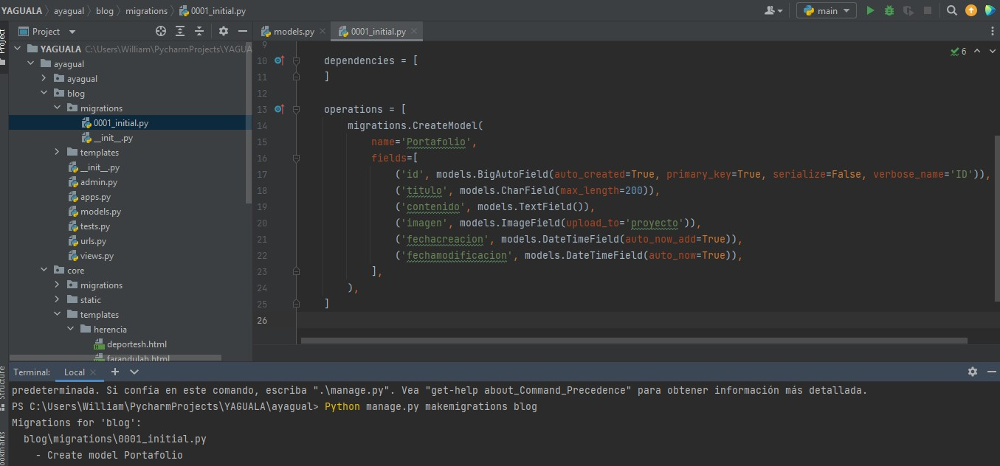 YAGUALA ayagual blog migrations 0001_initial.py
main
Project
Project
models.py
0001_initial.py
YAGUALA C:\Users\William\PycharmProjects\YAGUA
ayagual
ayagual
blog
migrations
0001_initial.py
__init__.py
templates
__init__.py
admin.py
apps.py
models.py
tests.py
urls.py
views.py
core
migrations
static
templates
herencia
deportesh.html
farandulah.html
6
9
10 dependencies = [
11 ]
12
13 operations = [
14 migrations.CreateModel(
15 name='Portafolio',
16 fields=[
17 ('id', models.BigAutoField(auto_created=True, primary_key=True, serialize=False, verbose_name='ID')),
18 ('titulo', models.CharField(max_length=200)),
19 ('contenido', models.TextField()),
20 ('imagen', models.ImageField(upload_to='proyecto')),
21 ('fechacreacion', models.DateTimeField(auto_now_add=True)),
22 ('fechamodificacion', models.DateTimeField(auto_now=True)),
23 ],
24 ),
25 ]
26
Structure
ookmarks
Terminal: Local
predeterminada. Si confía en este comando, escriba ".\manage.py". Vea "get-help about_Command_Precedence" para obtener información más detallada.
PS C:\Users\William\PycharmProjects\YAGUALA\ayagual> Python manage.py makemigrations blog
Migrations for 'blog':
blog\migrations\0001_initial.py
- Create model Portafolio